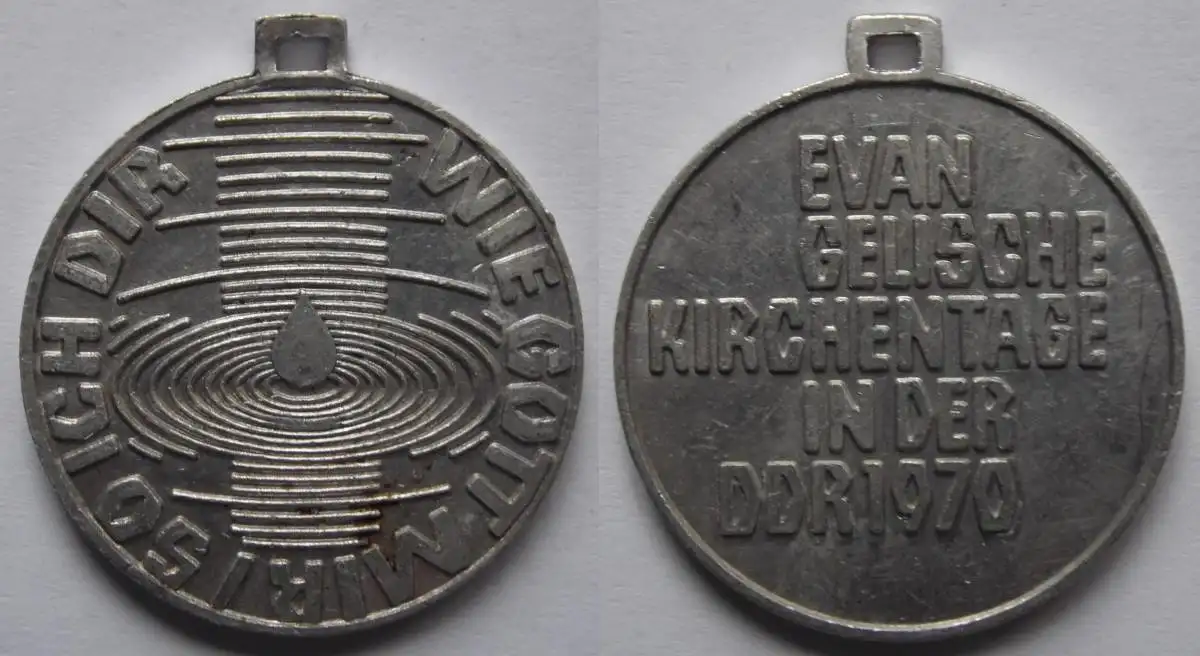 WIE GOTT MIR / SO ICH DIR
EVAN
GELISCHE
KIRCHENTAGE
IN DER
DDR 1970